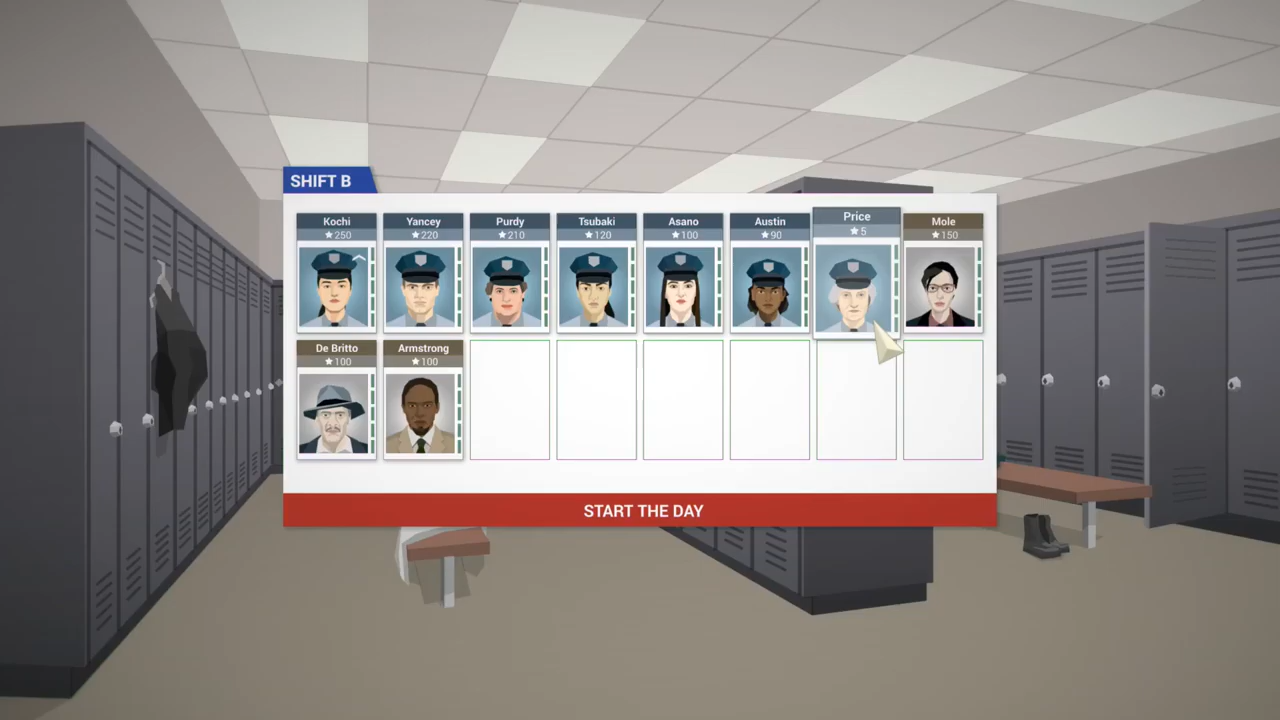 SHIFT B
Kochi
★250
Yancey
★220
Purdy
★210
Tsubaki
★120
Asano
★100
Austin
★90
Price
★5
Mole
★150
De Britto
★100
Armstrong
★100
START THE DAY